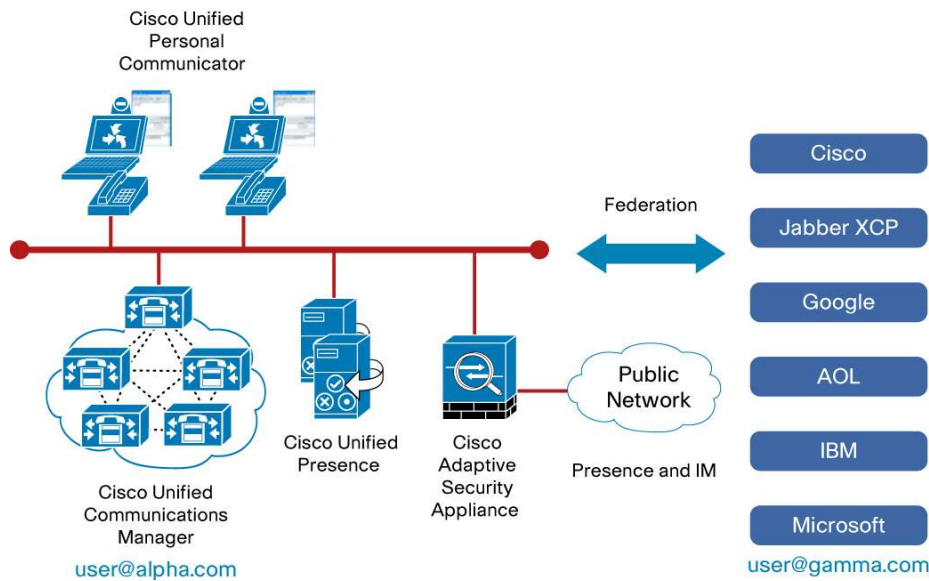 Cisco Unified
Personal
Communicator
Federation
Cisco
Jabber XCP
Google
AOL
IBM
Microsoft
user@gamma.com
Public
Network
Presence and IM
Cisco Unified
Presence
Cisco
Adaptive
Security
Appliance
Cisco Unified
Communications
Manager
user@alpha.com